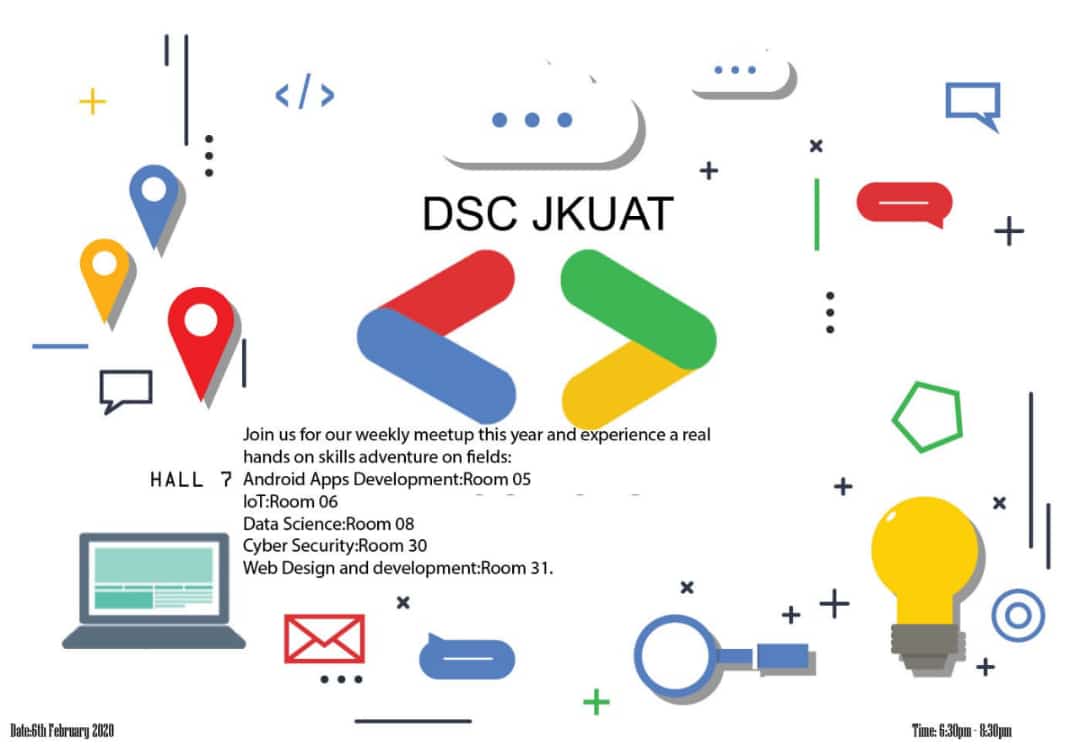 </>
DSC JKUAT
Join us for our weekly meetup this year and experience a real
hands on skills adventure on fields:
HALL 7 Android Apps Development:Room 05
IoT:Room 06
Data Science:Room 08
Cyber Security:Room 30
Web Design and development:Room 31.
Date:6th February 2020
Time: 6:30pm - 8:30pm